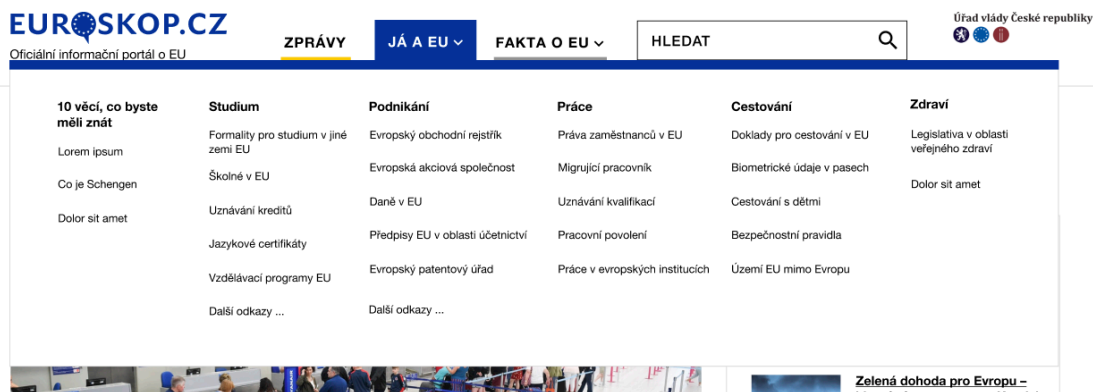 EUROSKOP.CZ
Oficiální informační portál o EU
ZPRÁVY
JÁ A EU
FAKTA O EU
HLEDAT
Úřad vlády České republiky
10 věcí, co byste
měli znát
Lorem ipsum
Co je Schengen
Dolor sit amet
Studium
Formality pro studium v jiné
zemi EU
Školné v EU
Uznávání kreditů
Jazykové certifikáty
Vzdělávací programy EU
Další odkazy ...
Podnikání
Evropský obchodní rejstřík
Evropská akciová společnost
Daně v EU
Předpisy EU v oblasti účetnictví
Evropský patentový úřad
Další odkazy ...
Práce
Práva zaměstnanců v EU
Migrující pracovník
Uznávání kvalifikací
Pracovní povolení
Práce v evropských institucích
Cestování
Doklady pro cestování v EU
Biometrické údaje v pasech
Cestování s dětmi
Bezpečnostní pravidla
Území EU mimo Evropu
Zdraví
Legislativa v oblasti
veřejného zdraví
Dolor sit amet
Zelená dohoda pro Evropu –